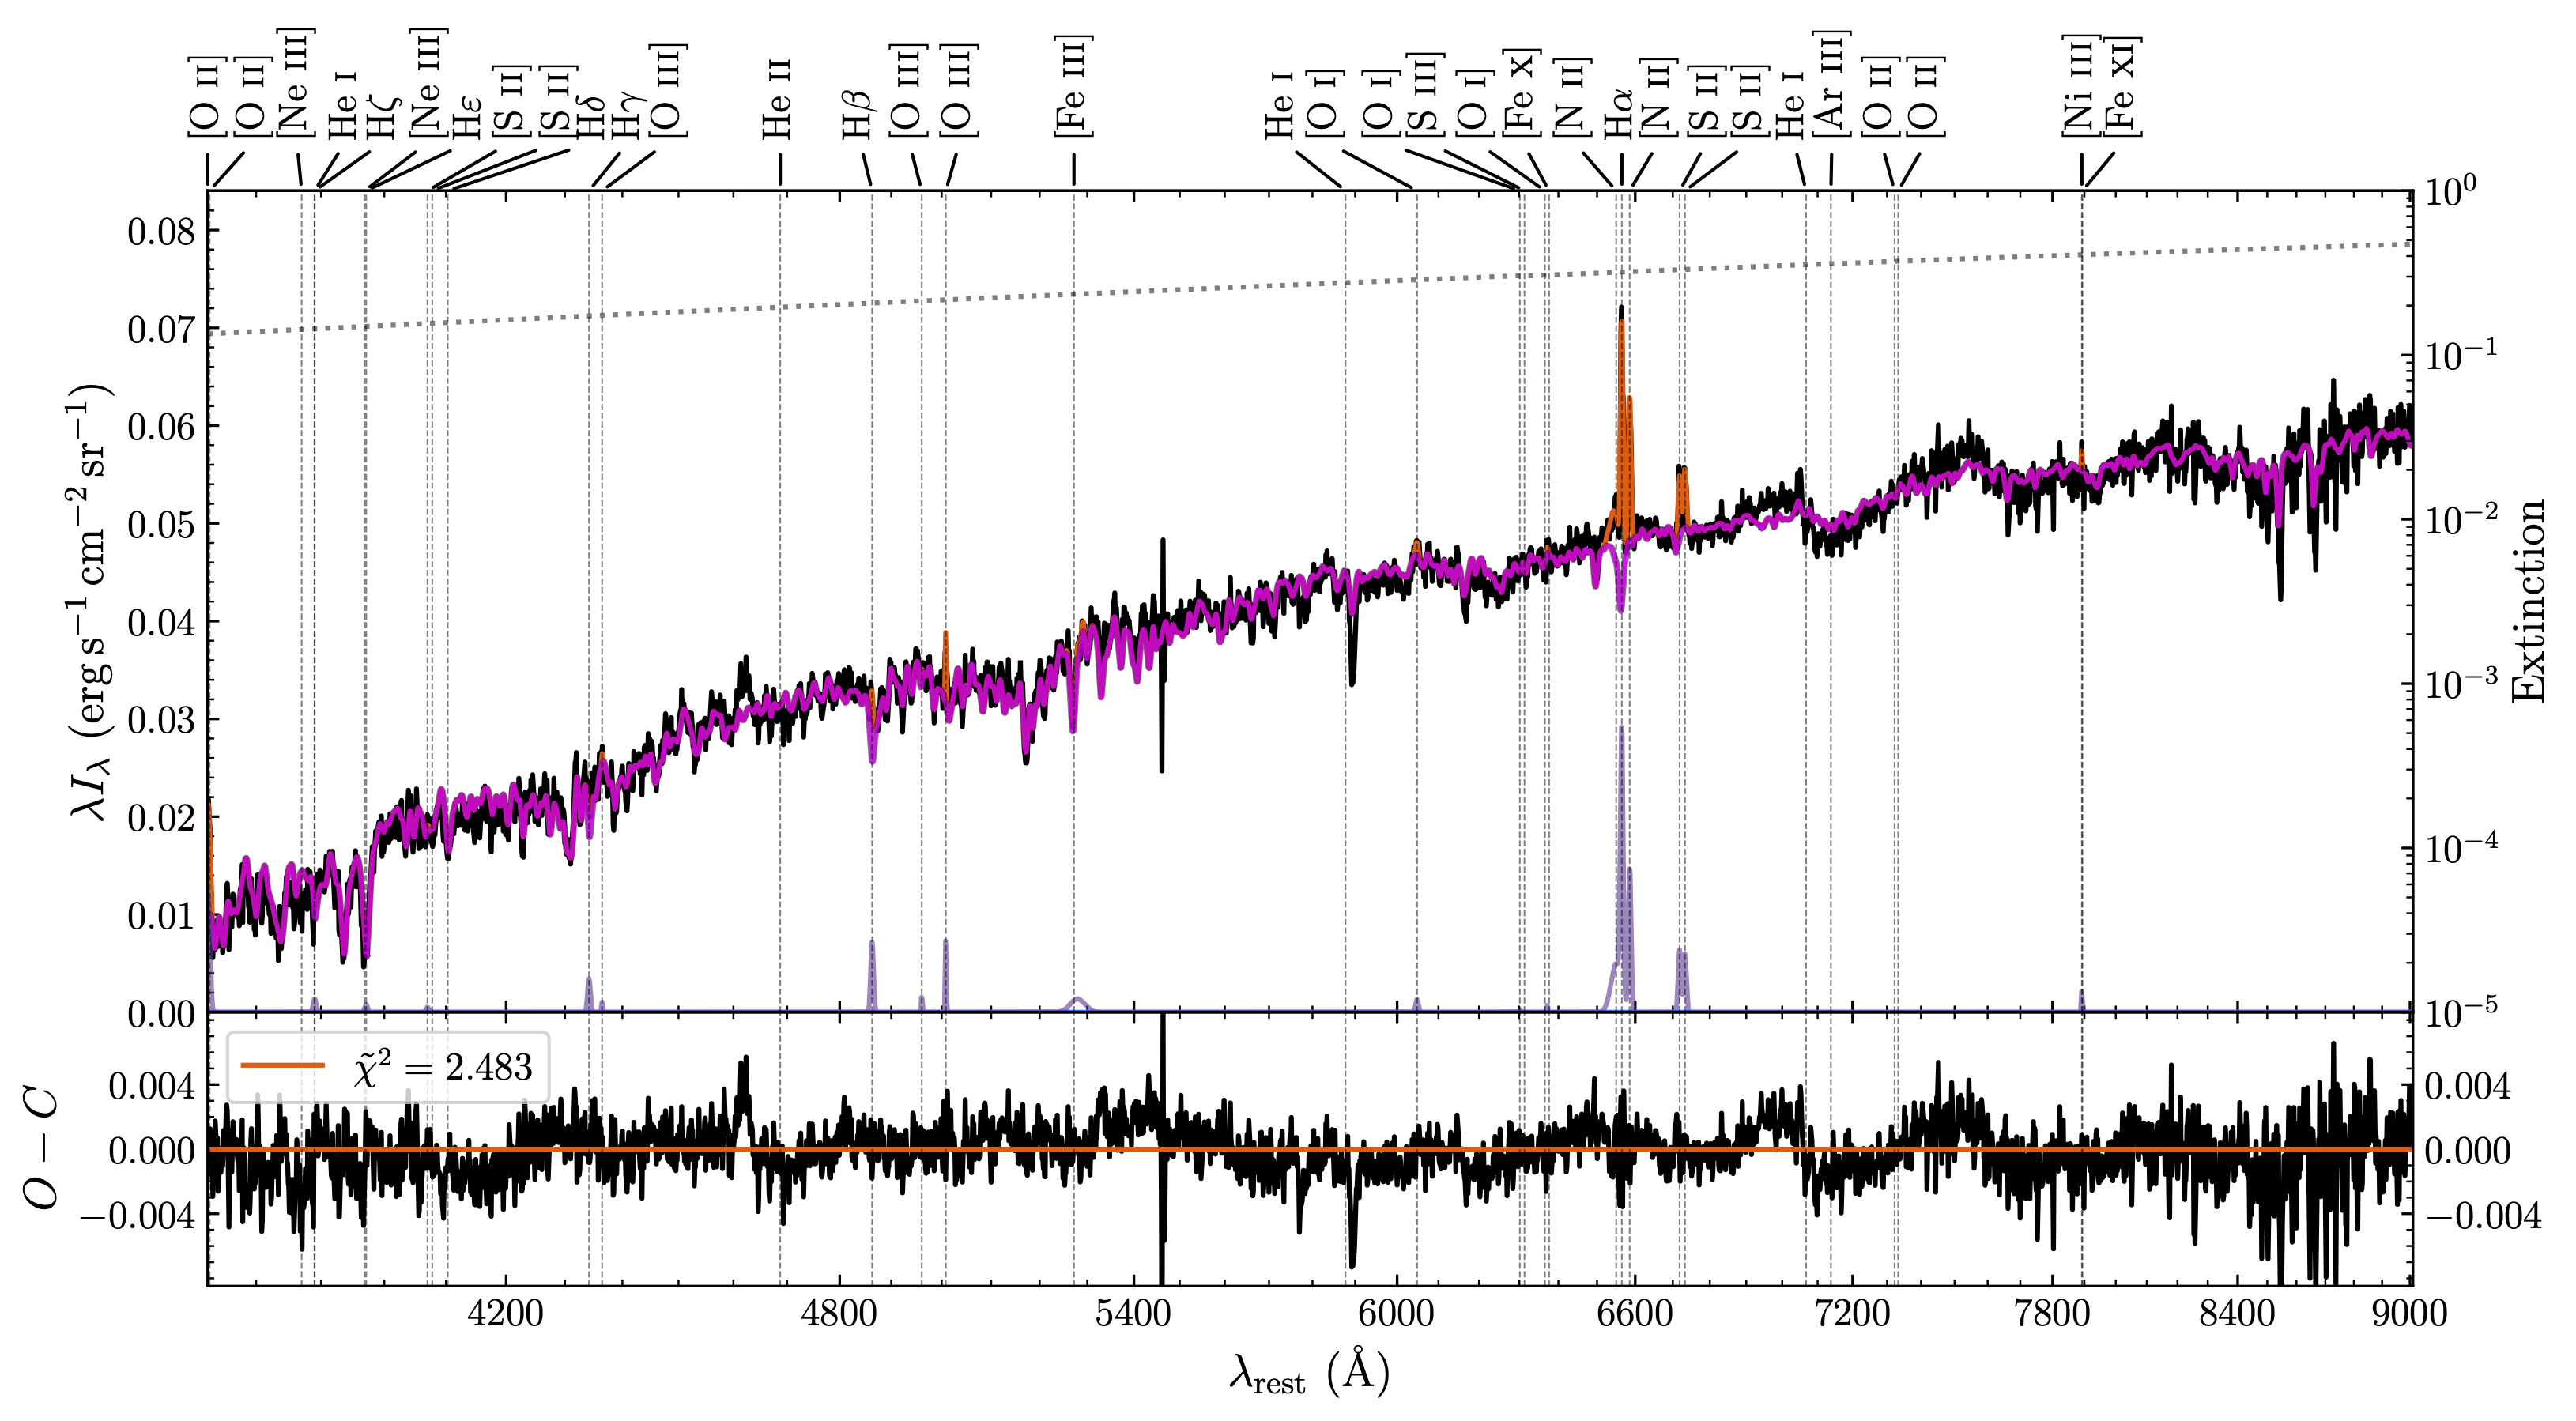 [O II]
[O II]
[Ne III]
He I
Hζ
[Ne III]
Hε
[S II]
[S II]
Hδ
Hγ
[O III]
He II
Hβ
[O III]
[O III]
[Fe III]
He I
[O I]
[O I]
[S III]
[O I]
[Fe X]
[N II]
Hα
[N II]
[S II]
[S II]
He I
[Ar III]
[O II]
[O II]
[Ni III]
[Fe XI]
λI_λ (erg s⁻¹ cm⁻² sr⁻¹)
0.08
0.07
0.06
0.05
0.04
0.03
0.02
0.01
0.00
10⁰
10⁻¹
10⁻²
10⁻³
10⁻⁴
10⁻⁵
Extinction
O − C
0.004
0.000
−0.004
χ̃² = 2.483
0.004
0.000
−0.004
4200 4800 5400 6000 6600 7200 7800 8400 9000
λ_rest (Å)